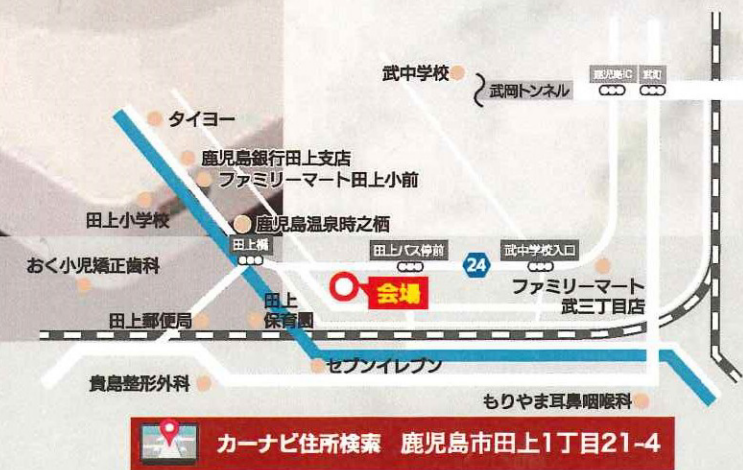 武中学校
武岡トンネル
鹿児島IC
武町
タイヨー
鹿児島銀行田上支店
ファミリーマート田上小前
田上小学校
鹿児島温泉時之栖
田上橋
田上バス停前
24
武中学校入口
おく小児矯正歯科
会場
ファミリーマート
武三丁目店
田上
保育園
田上郵便局
セブンイレブン
貴島整形外科
もりやま耳鼻咽喉科
カーナビ住所検索 鹿児島市田上1丁目21-4